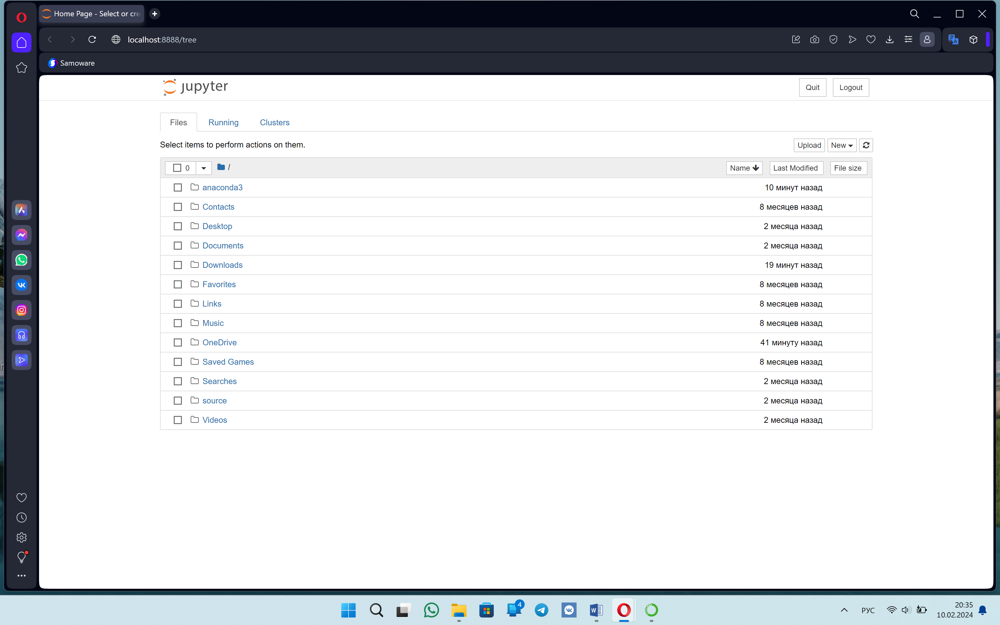 Home Page - Select or cre
localhost:8888/tree
Samoware
jupyter
Quit Logout
Files Running Clusters
Select items to perform actions on them.
Upload New
0 / Name Last Modified File size
anaconda3 10 минут назад
Contacts 8 месяцев назад
Desktop 2 месяца назад
Documents 2 месяца назад
Downloads 19 минут назад
Favorites 8 месяцев назад
Links 8 месяцев назад
Music 8 месяцев назад
OneDrive 41 минуту назад
Saved Games 8 месяцев назад
Searches 2 месяца назад
source 2 месяца назад
Videos 2 месяца назад
4
РУС
20:35
10.02.2024